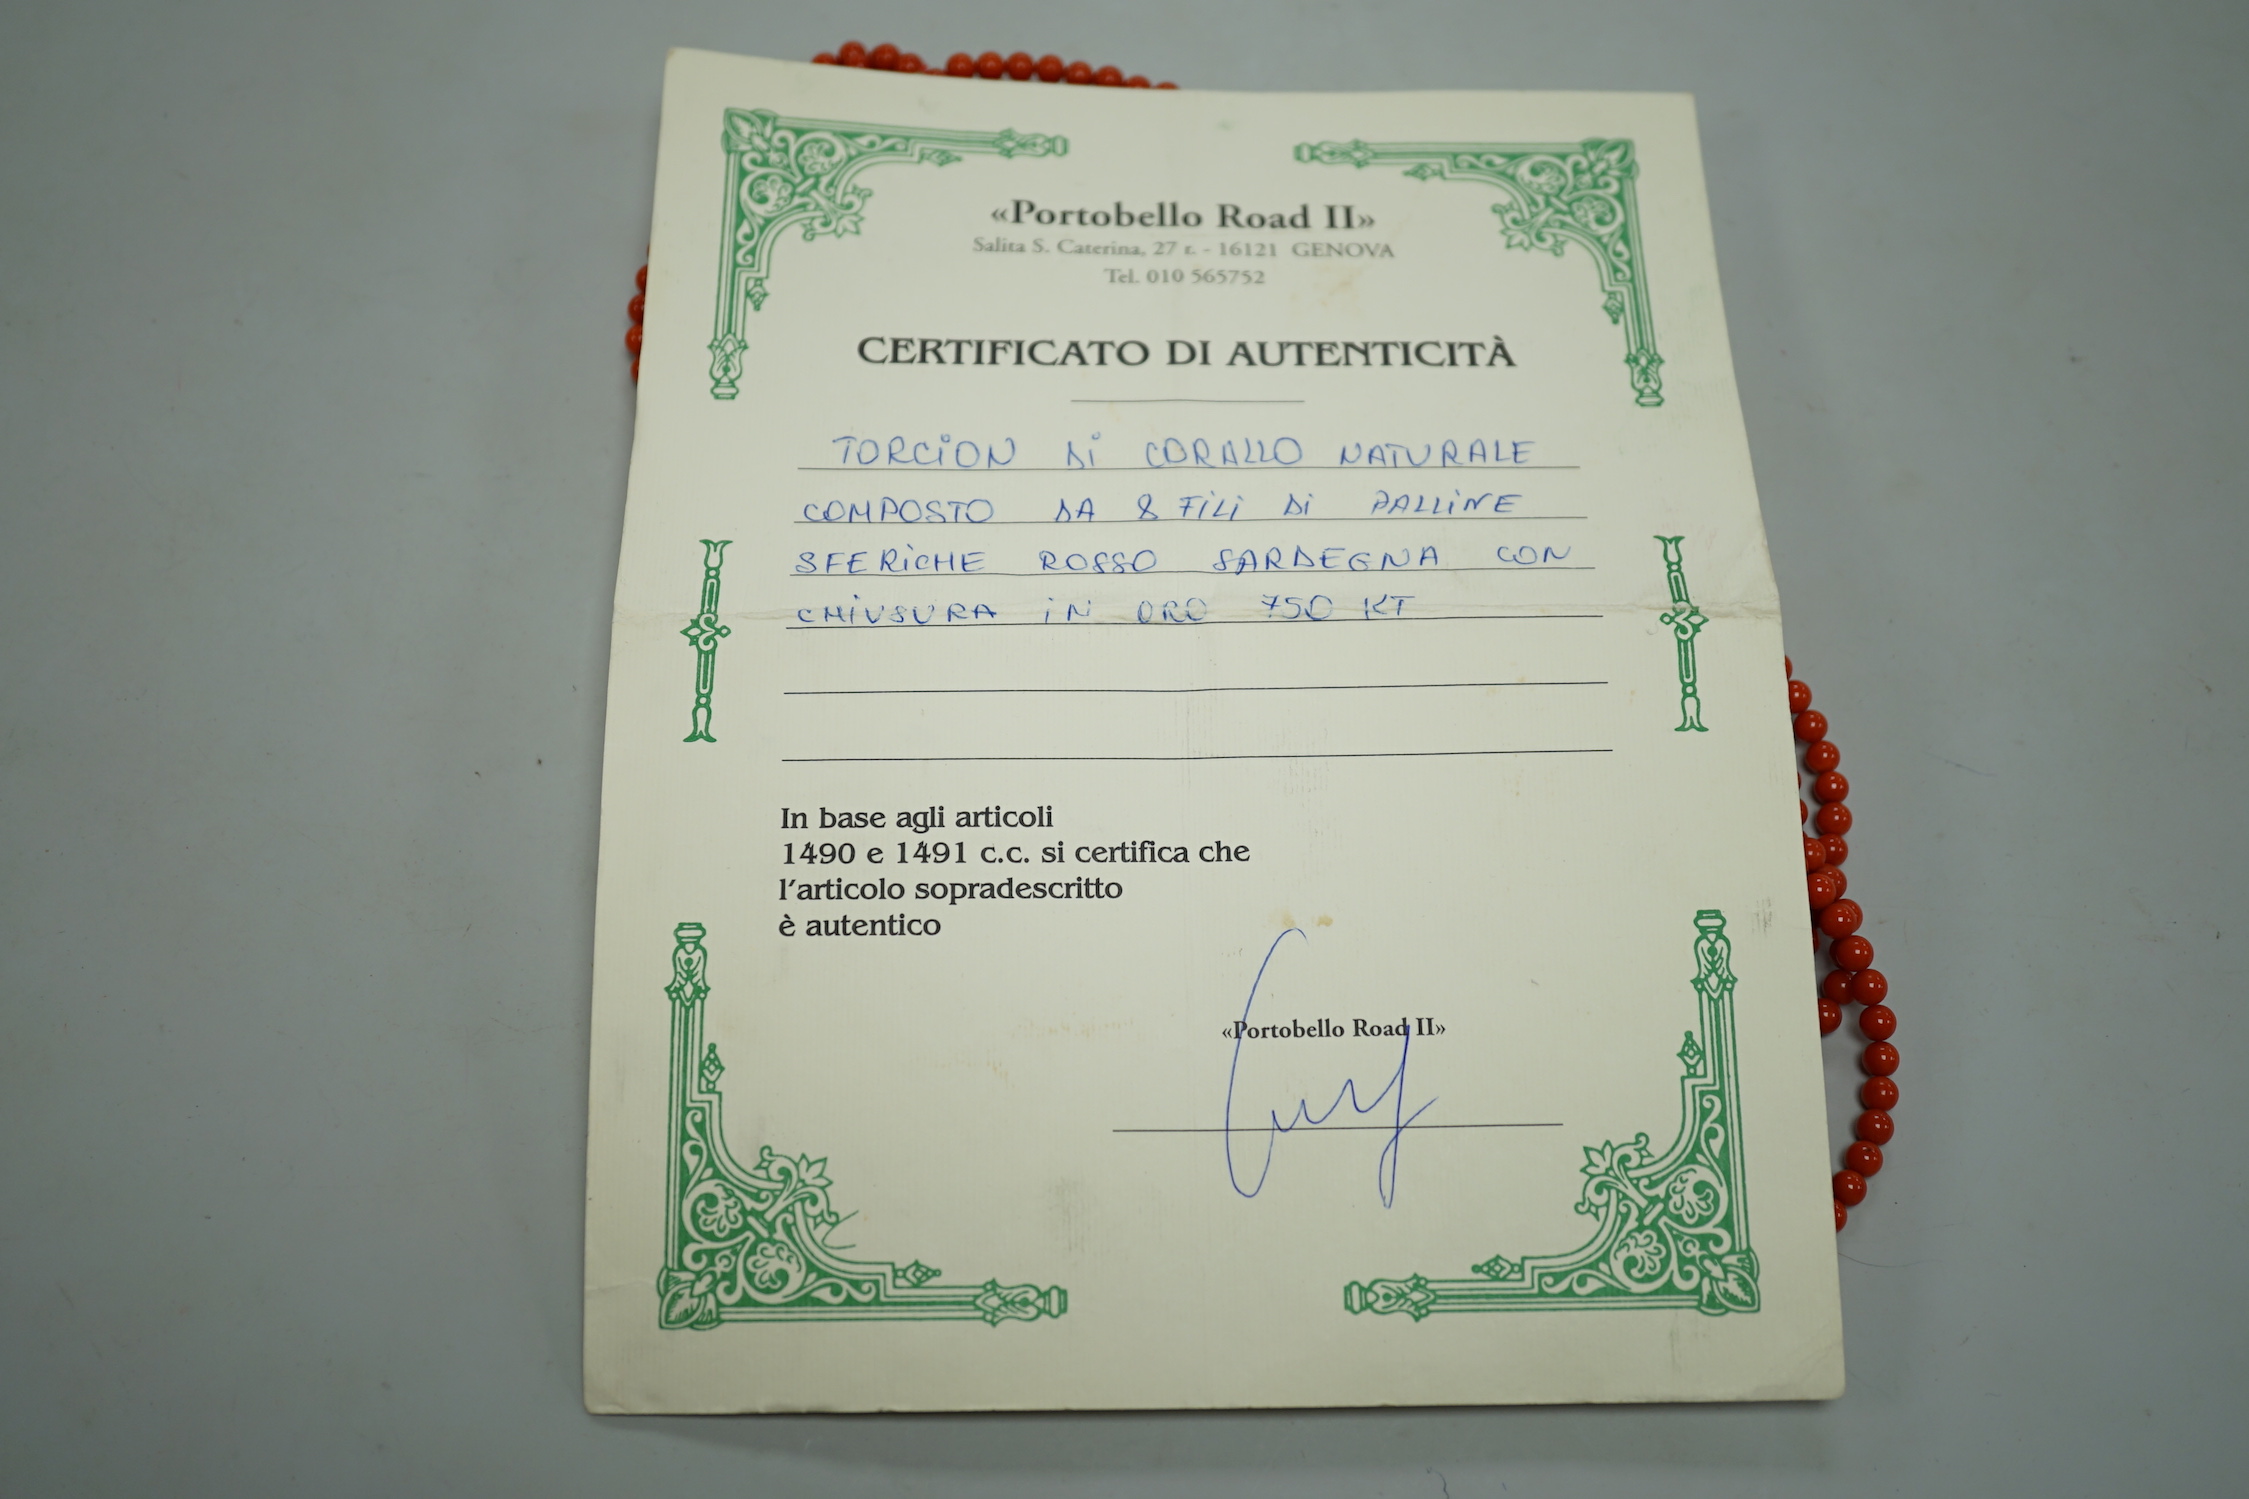 «Portobello Road II»
Salita S. Caterina, 27 r. - 16121 GENOVA
Tel. 010 565752
CERTIFICATO DI AUTENTICITÀ
TORCiON Di CORALLO NATURALE
COMPOSTO DA 8 FiLi Di PALLiNE
SFERiCHE ROSSO SARDEGNA CON
CHiUSURA iN ORO 750 KT
In base agli articoli
1490 e 1491 c.c. si certifica che
l'articolo sopradescritto
è autentico
«Portobello Road II»